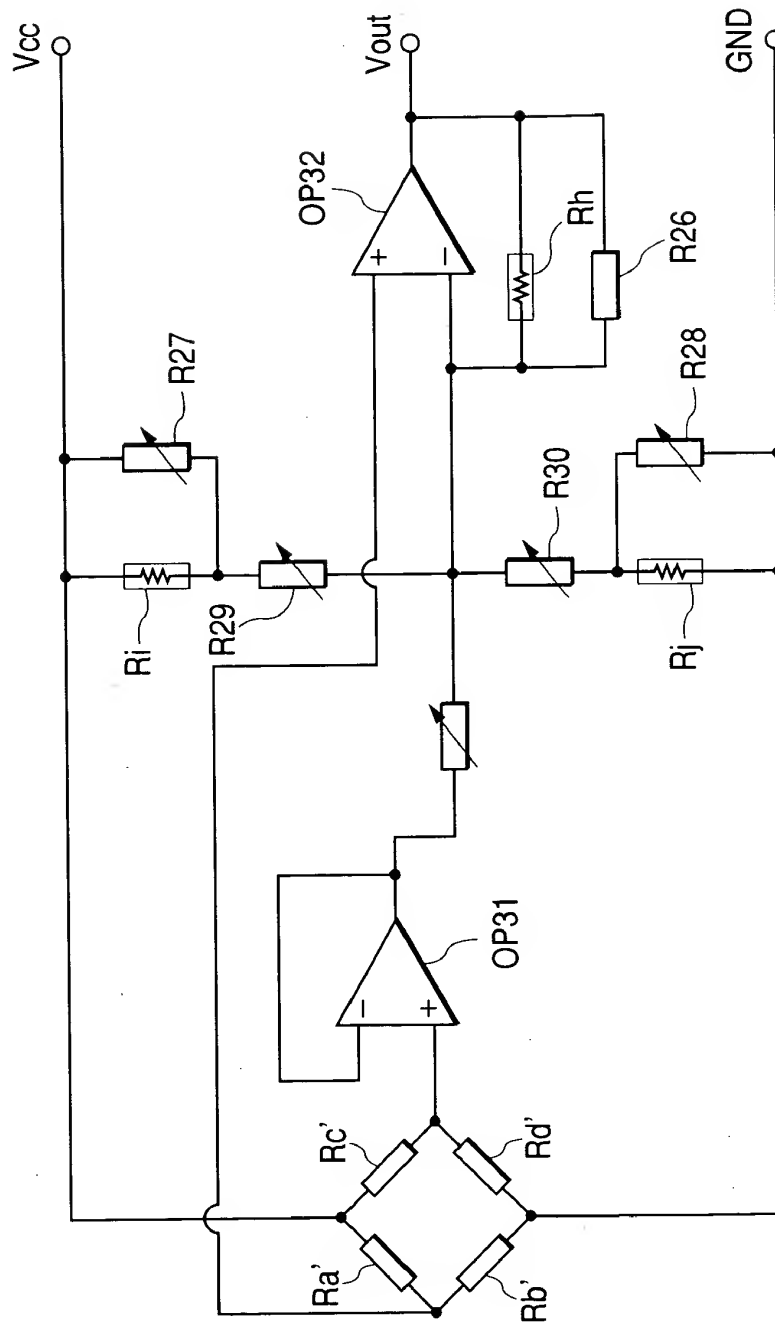 Vcc
Vout
GND
OP32
+
−
Rh
R26
R27
Ri
R29
R30
R28
Rj
OP31
−
+
Rc'
Rd'
Ra'
Rb'